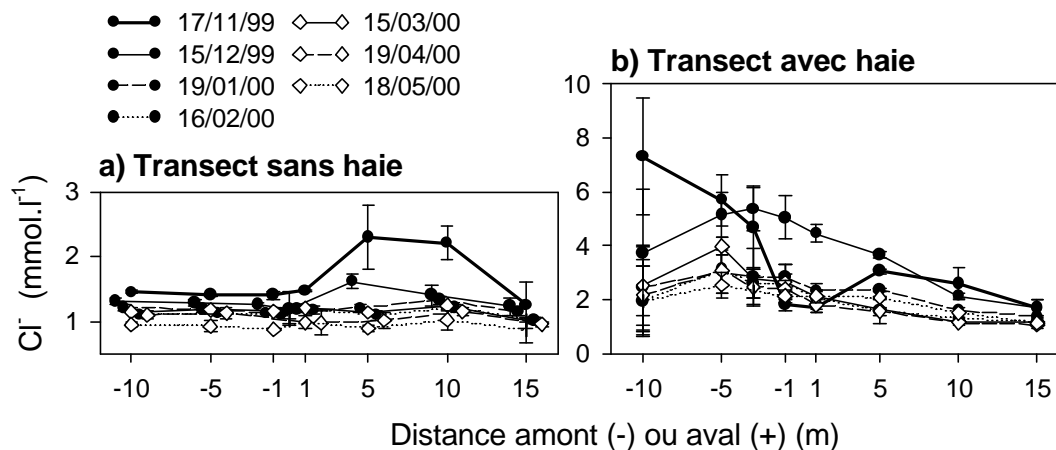 17/11/99
15/03/00
15/12/99
19/04/00
19/01/00
18/05/00
16/02/00
a) Transect sans haie
b) Transect avec haie
Cl⁻ (mmol.l⁻¹)
3
2
1
-10 -5 -1 1 5 10 15
10
8
6
4
2
0
-10 -5 -1 1 5 10 15
Distance amont (-) ou aval (+) (m)